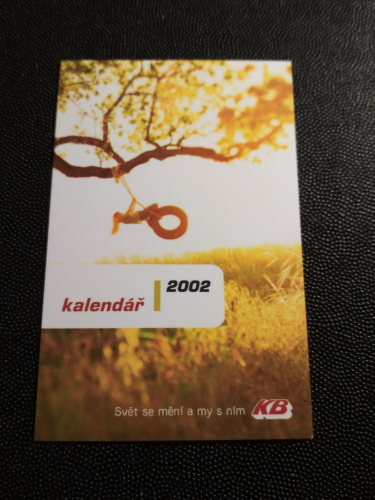 kalendář
2002
Svět se mění a my s ním
KB